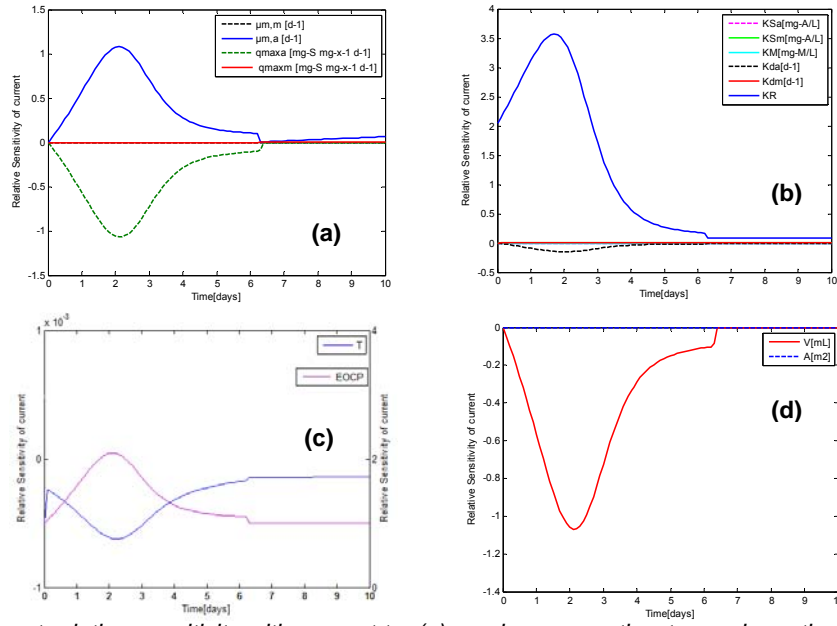 1.5
1
0.5
0
-0.5
-1
-1.5
Relative Sensitivity of current
µm,m [d-1]
µm,a [d-1]
qmaxa [mg-S mg-x-1 d-1]
qmaxm [mg-S mg-x-1 d-1]
(a)
0 1 2 3 4 5 6 7 8 9 10
Time[days]
4
3.5
3
2.5
2
1.5
1
0.5
0
-0.5
Relative Sensitivity of current
KSa[mg-A/L]
KSm[mg-A/L]
KM[mg-M/L]
Kda[d-1]
Kdm[d-1]
KR
(b)
0 1 2 3 4 5 6 7 8 9 10
Time[days]
x 10⁻³
1
0
-1
Relative Sensitivity of current
T
EOCP
(c)
4
2
0
Relative Sensitivity of current
0 1 2 3 4 5 6 7 8 9 10
Time[days]
0
-0.2
-0.4
-0.6
-0.8
-1
-1.2
-1.4
Relative Sensitivity of current
V[mL]
A[m2]
(d)
0 1 2 3 4 5 6 7 8 9 10
Time[days]